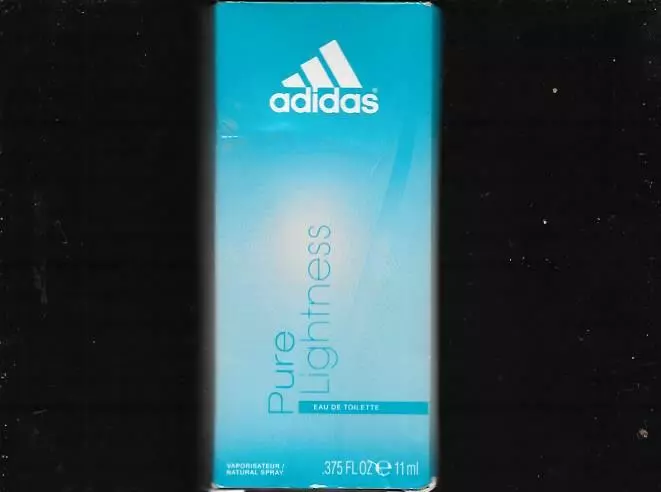 adidas®
Pure
Lightness
EAU DE TOILETTE
VAPORISATEUR /
NATURAL SPRAY
.375 FL OZ ℮ 11 ml